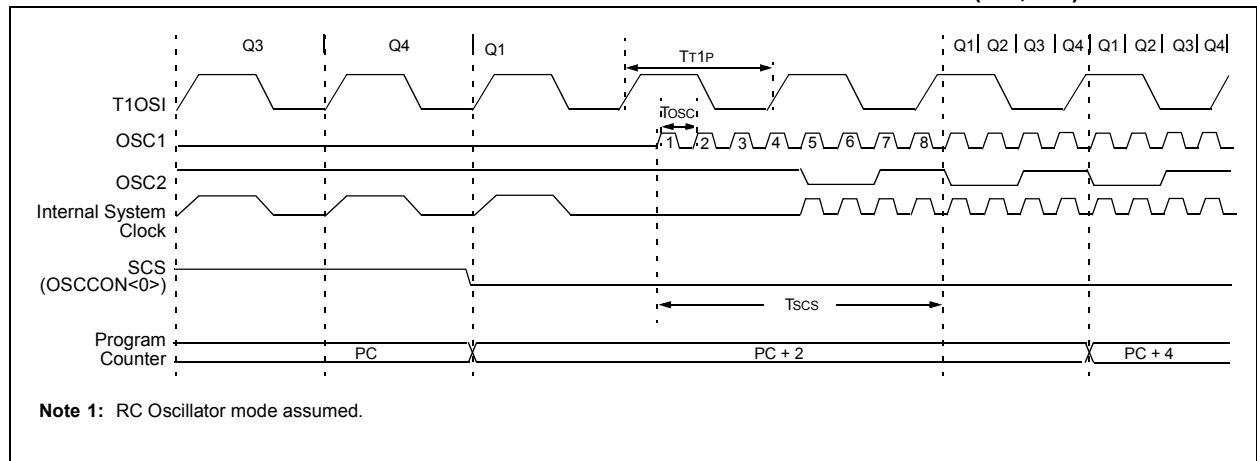 Q3 Q4 Q1 Q1 Q2 Q3 Q4 Q1 Q2 Q3 Q4
TT1P
T1OSI
TOSC
OSC1
1 2 3 4 5 6 7 8
OSC2
Internal System
Clock
SCS
(OSCCON<0>)
TSCS
Program
Counter
PC PC + 2 PC + 4
Note 1: RC Oscillator mode assumed.